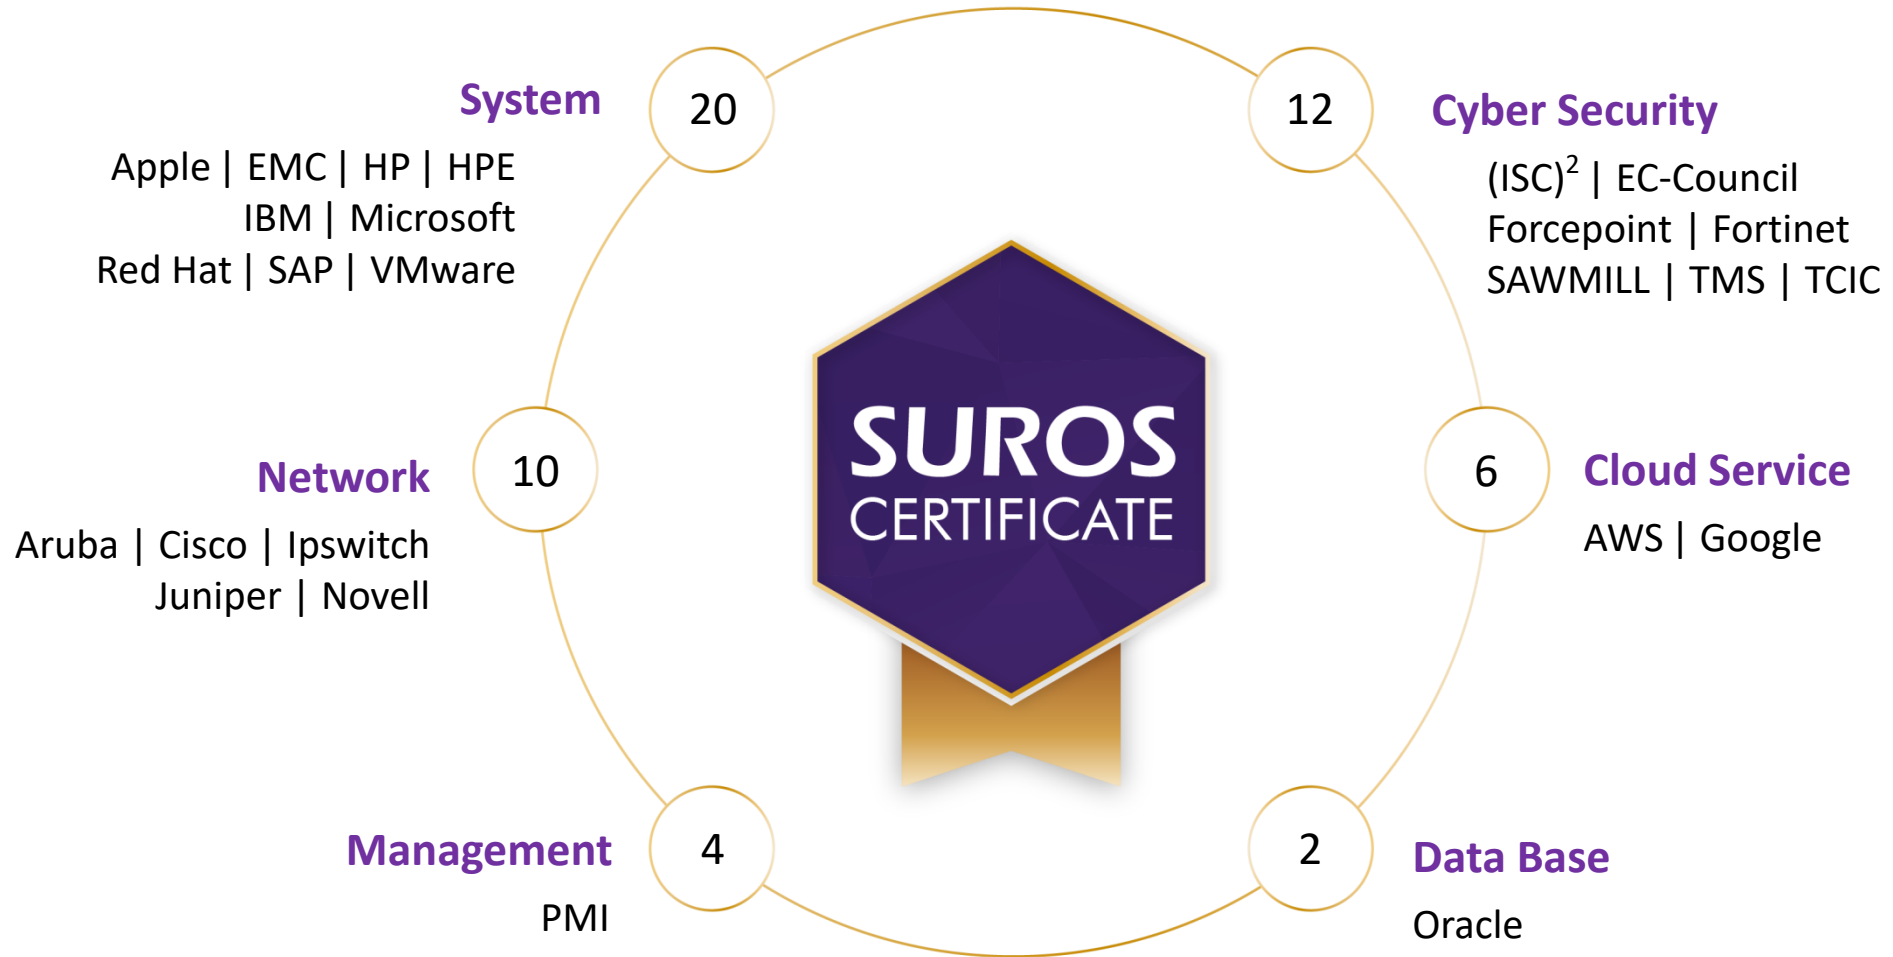 System
20
Apple | EMC | HP | HPE
IBM | Microsoft
Red Hat | SAP | VMware
12
Cyber Security
(ISC)² | EC-Council
Forcepoint | Fortinet
SAWMILL | TMS | TCIC
SUROS
CERTIFICATE
Network
10
Aruba | Cisco | Ipswitch
Juniper | Novell
6
Cloud Service
AWS | Google
Management
4
PMI
2
Data Base
Oracle